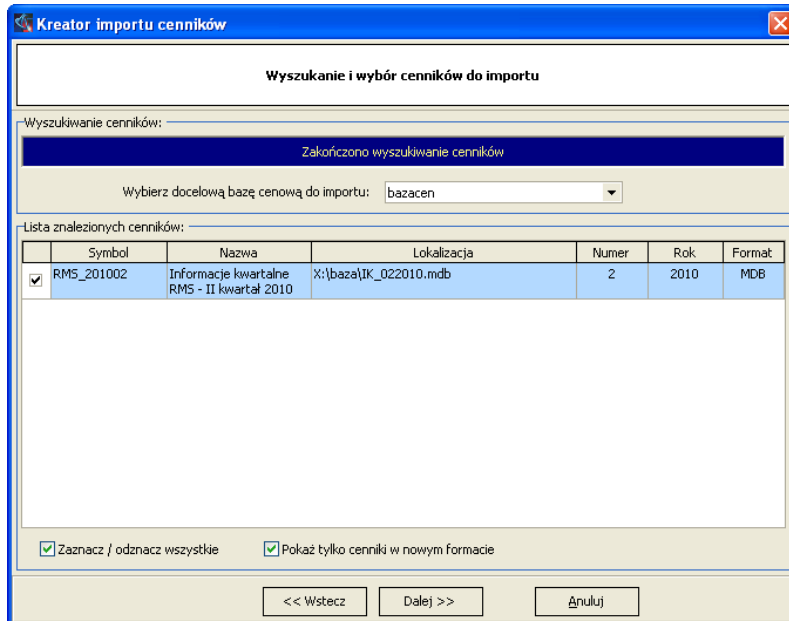 Kreator importu cenników
Wyszukanie i wybór cenników do importu
Wyszukiwanie cenników:
Zakończono wyszukiwanie cenników
Wybierz docelową bazę cenową do importu: bazacen
Lista znalezionych cenników:
Symbol Nazwa Lokalizacja Numer Rok Format
RMS_201002 Informacje kwartalne X:\baza\IK_022010.mdb 2 2010 MDB
RMS - II kwartał 2010
Zaznacz / odznacz wszystkie Pokaż tylko cenniki w nowym formacie
<< Wstecz Dalej >> Anuluj